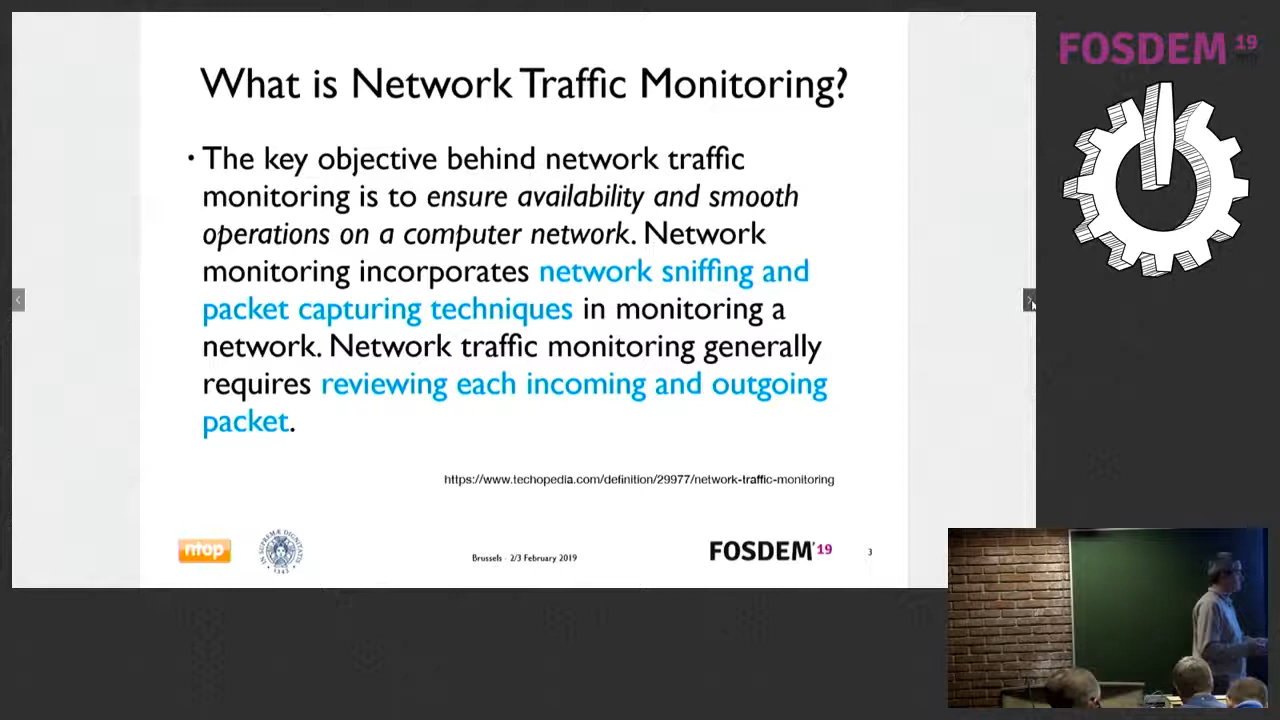 What is Network Traffic Monitoring?
• The key objective behind network traffic
monitoring is to ensure availability and smooth
operations on a computer network. Network
monitoring incorporates network sniffing and
packet capturing techniques in monitoring a
network. Network traffic monitoring generally
requires reviewing each incoming and outgoing
packet.
https://www.techopedia.com/definition/29977/network-traffic-monitoring
ntop
Brussels - 2/3 February 2019
FOSDEM'19
3
FOSDEM 19